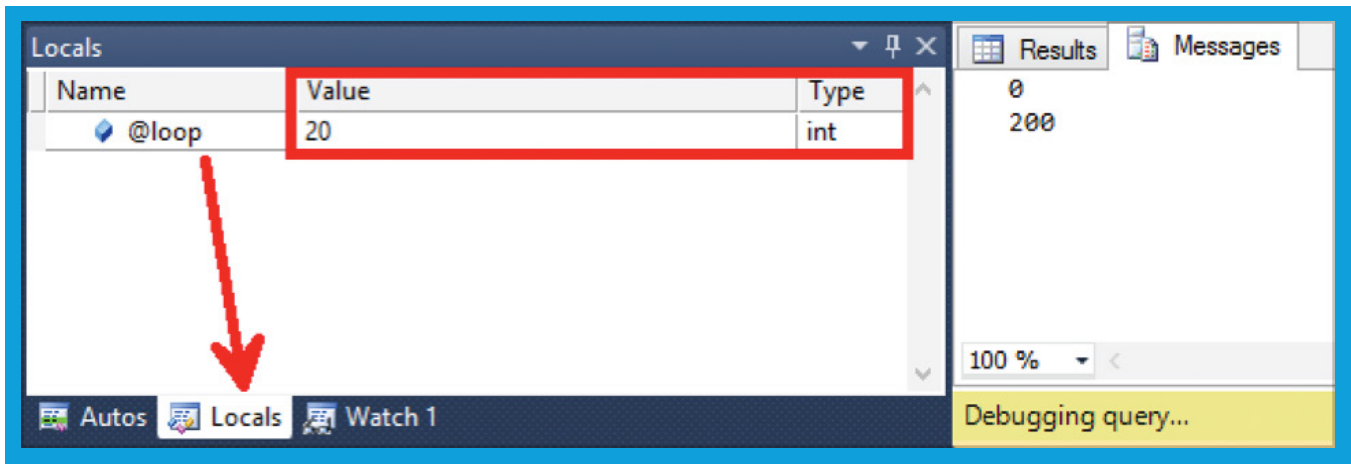 Locals
Name Value Type
@loop 20 int
Autos Locals Watch 1
Results Messages
0
200
100 %
Debugging query...